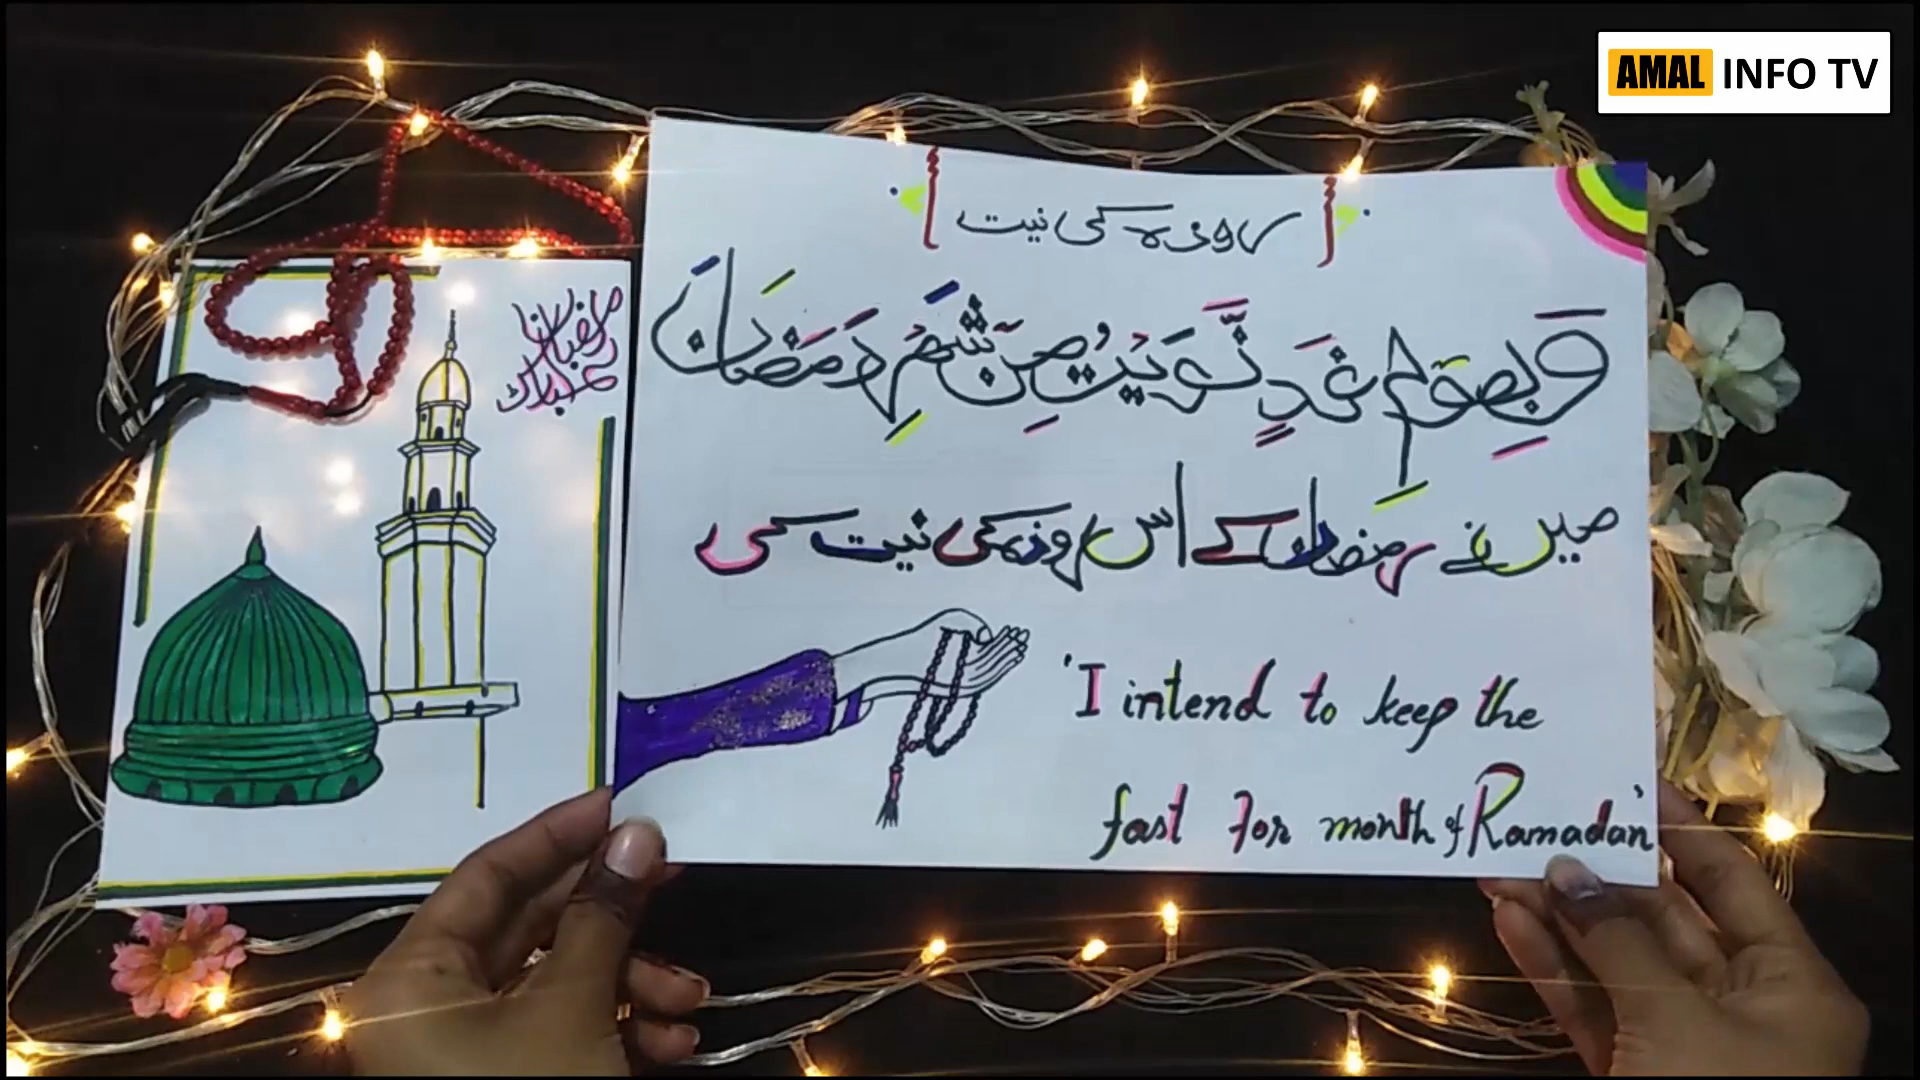 AMAL INFO TV
روزہ کی نیت
وَبِصَوْمِ غَدٍ نَّوَيْتُ مِنْ شَهْرِ رَمَضَانَ
میں نے رمضان کے اس روزہ کی نیت کی
'I intend to keep the
fast for month of Ramadan'
رمضان
مبارک